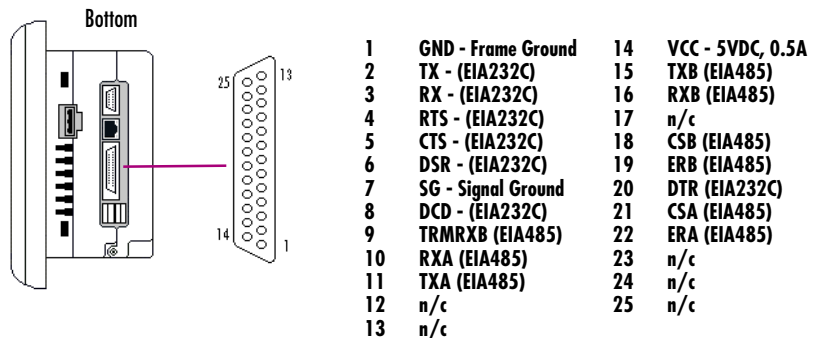 Bottom
25
13
14
1
1 GND - Frame Ground
2 TX - (EIA232C)
3 RX - (EIA232C)
4 RTS - (EIA232C)
5 CTS - (EIA232C)
6 DSR - (EIA232C)
7 SG - Signal Ground
8 DCD - (EIA232C)
9 TRMRXB (EIA485)
10 RXA (EIA485)
11 TXA (EIA485)
12 n/c
13 n/c
14 VCC - 5VDC, 0.5A
15 TXB (EIA485)
16 RXB (EIA485)
17 n/c
18 CSB (EIA485)
19 ERB (EIA485)
20 DTR (EIA232C)
21 CSA (EIA485)
22 ERA (EIA485)
23 n/c
24 n/c
25 n/c